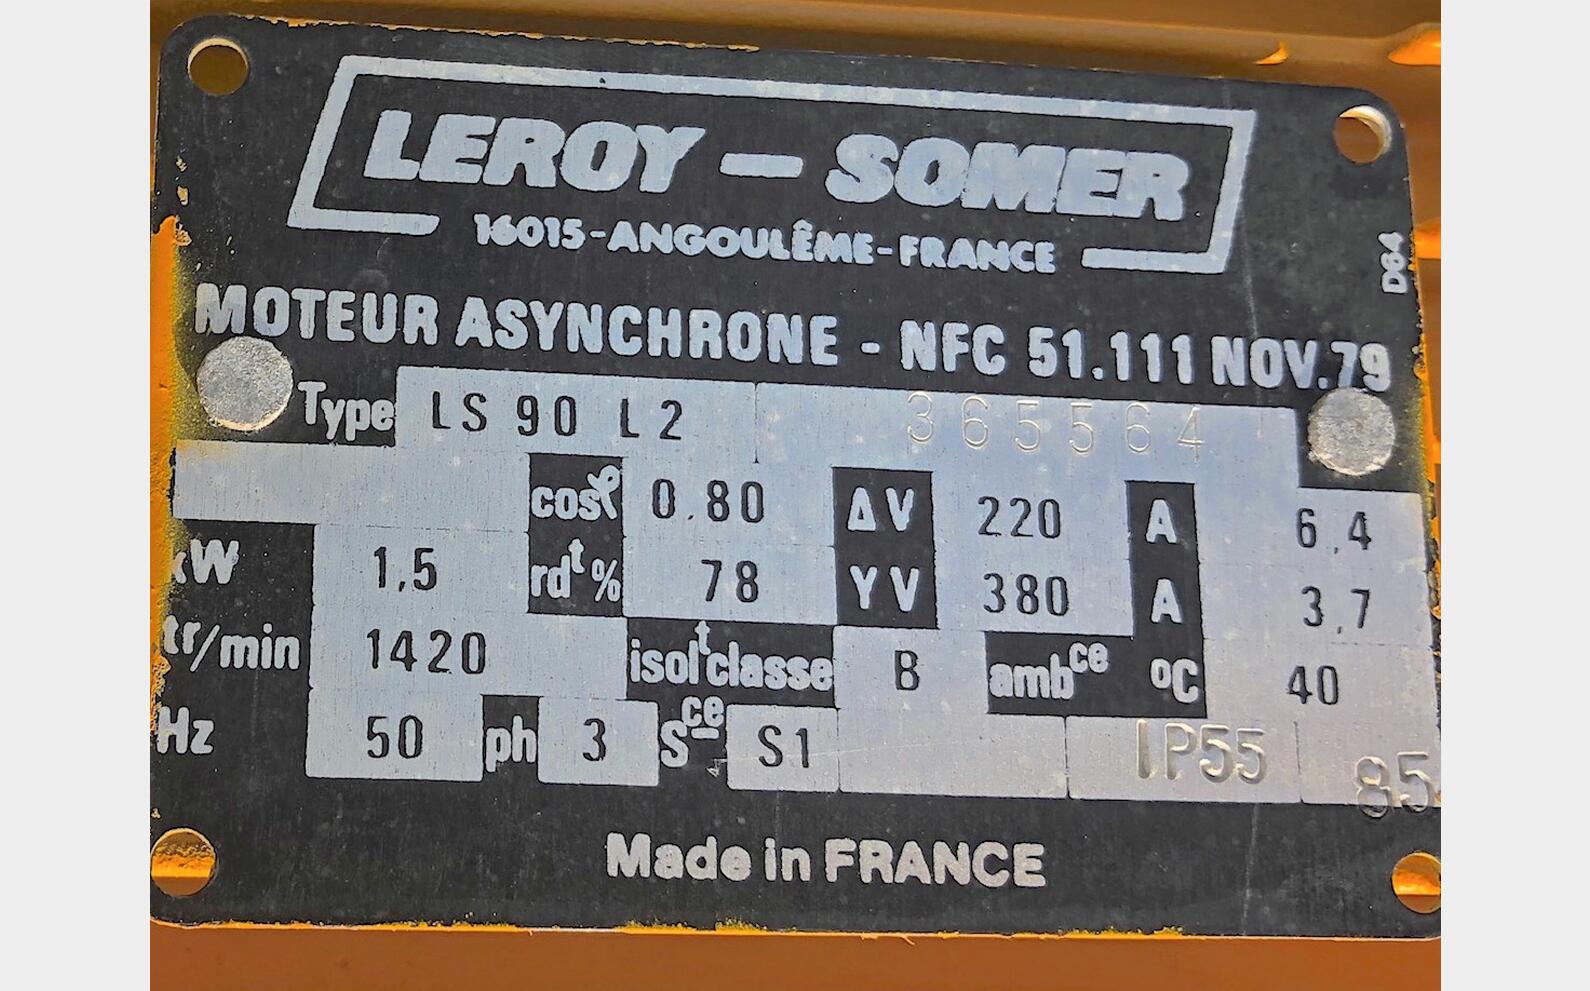 LEROY - SOMER
16015-ANGOULÊME-FRANCE
D64
MOTEUR ASYNCHRONE - NFC 51.111 NOV.79
Type LS 90 L2 365564
cosφ 0.80 ΔV 220 A 6,4
kW 1,5 rdt % 78 YV 380 A 3,7
tr/min 1420 isolt classe B ambce °C 40
Hz 50 ph 3 Sce S1 IP55 85
Made in FRANCE